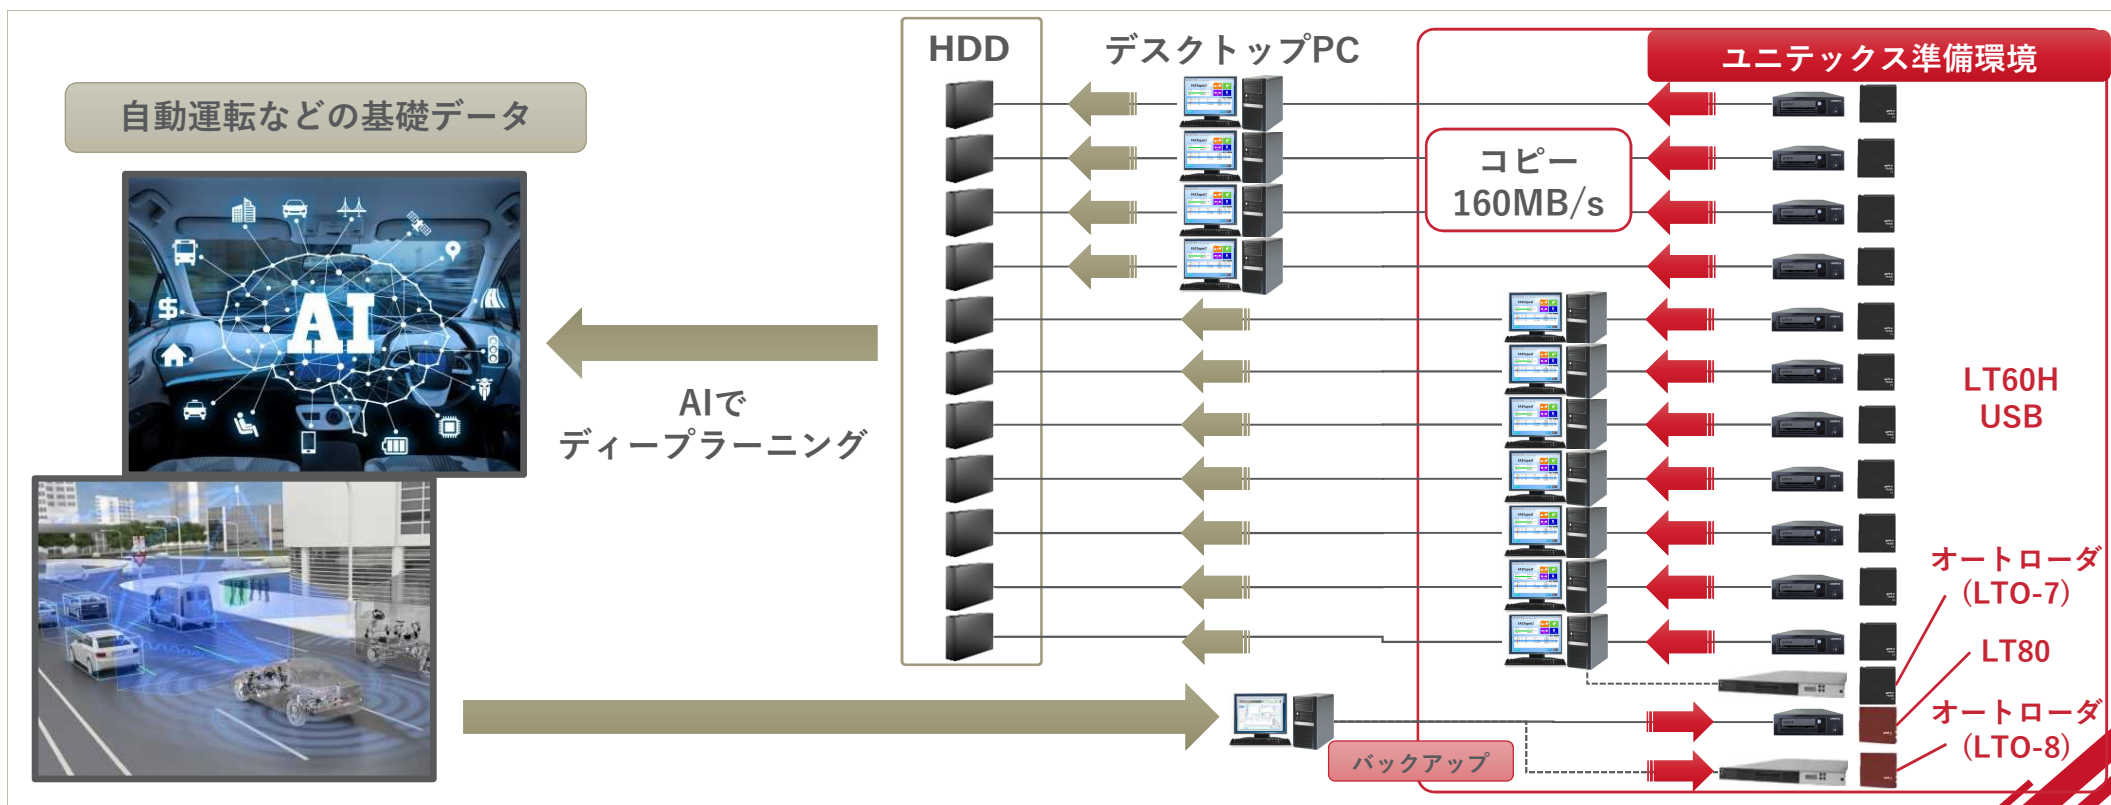 HDD
デスクトップPC
ユニテックス準備環境
自動運転などの基礎データ
コピー
160MB/s
AI
AIで
ディープラーニング
LT60H
USB
オートローダ
(LTO-7)
LT80
オートローダ
(LTO-8)
バックアップ